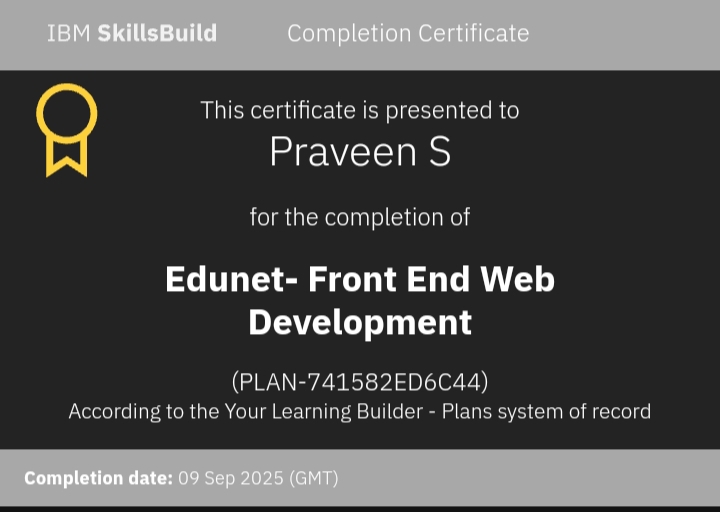 IBM SkillsBuild Completion Certificate
This certificate is presented to
Praveen S
for the completion of
Edunet- Front End Web
Development
(PLAN-741582ED6C44)
According to the Your Learning Builder - Plans system of record
Completion date: 09 Sep 2025 (GMT)